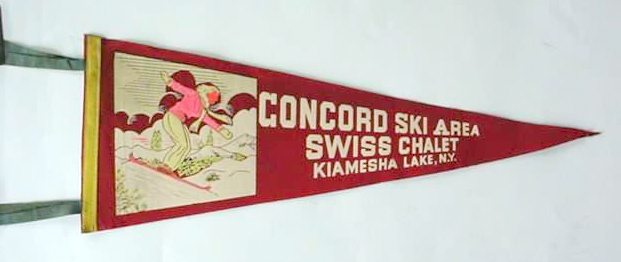 CONCORD SKI AREA
SWISS CHALET
KIAMESHA LAKE, N.Y.